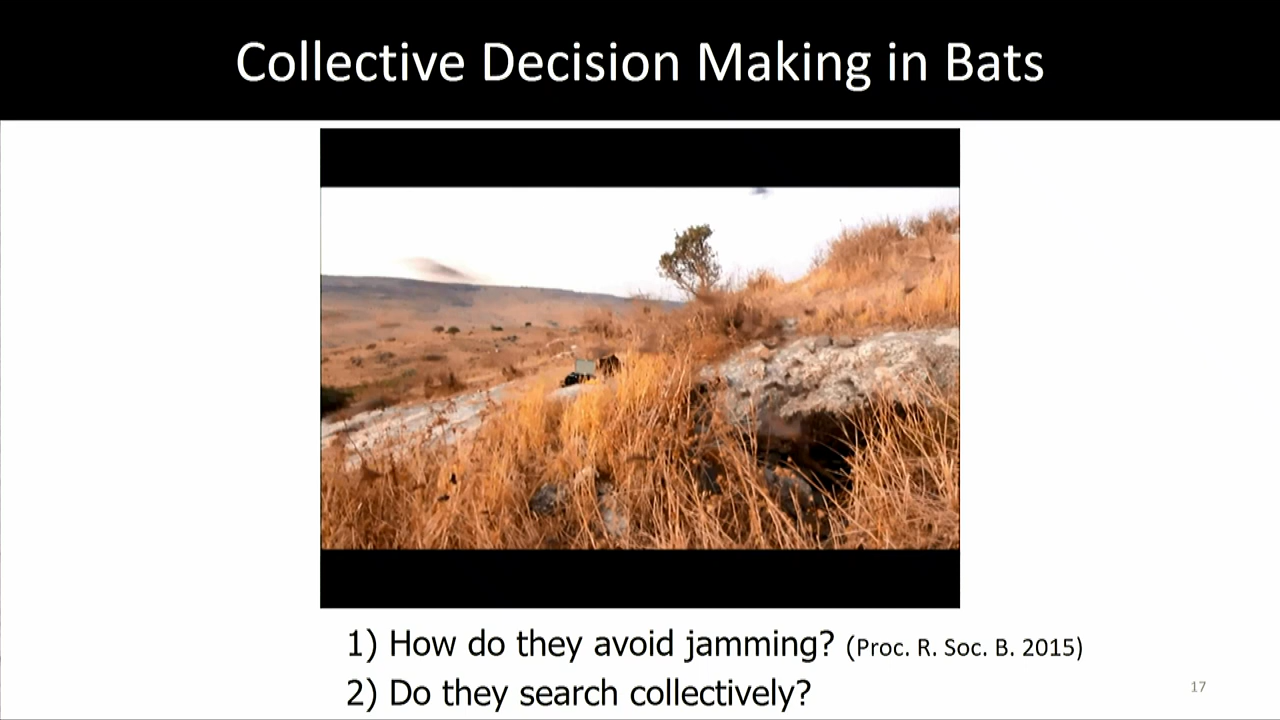 Collective Decision Making in Bats
1) How do they avoid jamming? (Proc. R. Soc. B. 2015)
2) Do they search collectively?
17